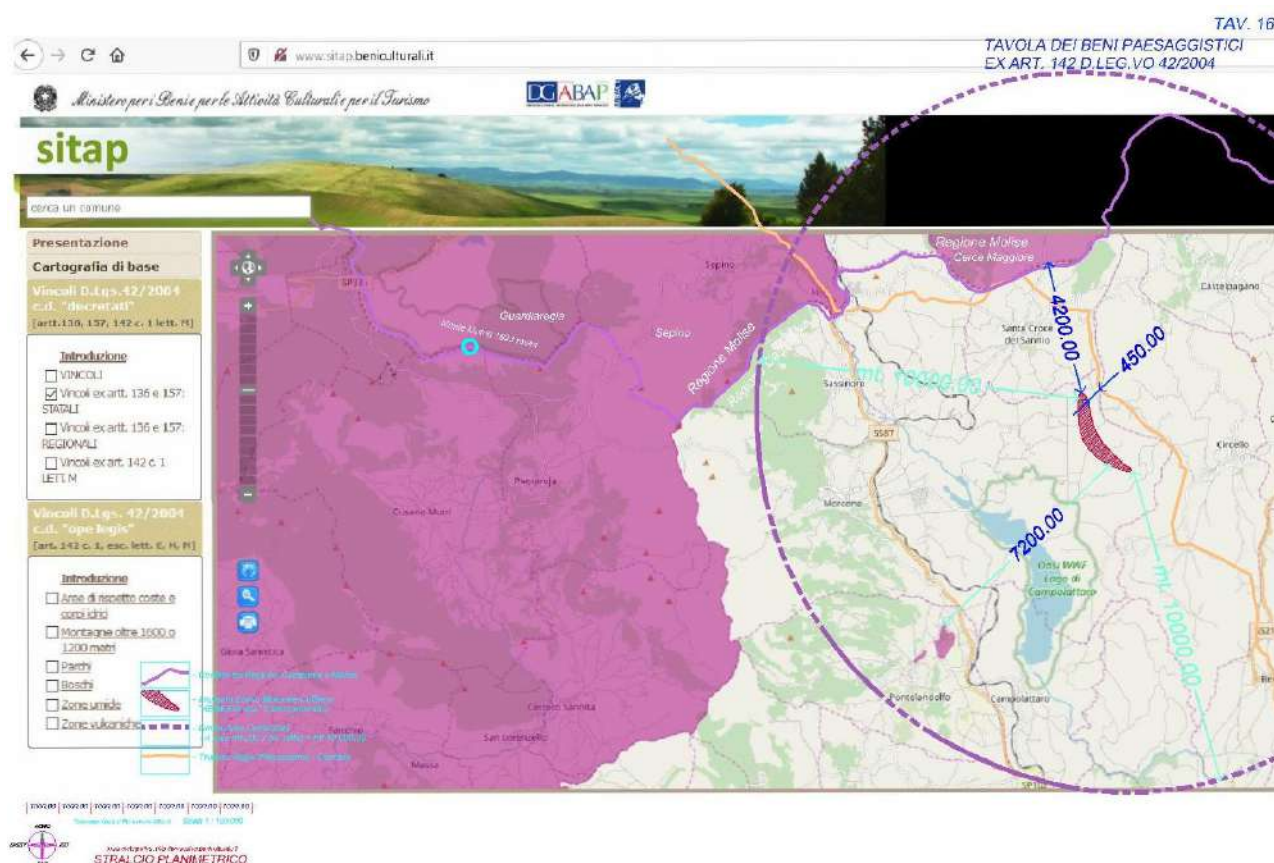 TAV. 16
TAVOLA DEI BENI PAESAGGISTICI
EX ART. 142 D.LEG.VO 42/2004
www.sitap.beniculturali.it
Ministero per i Beni e per le Attività Culturali e per il Turismo
DGABAP
sitap
cerca un comune
Presentazione
Cartografia di base
Vincoli D.Lgs.42/2004
c.d. "decretati"
[artt.136, 157, 142 c. 1 lett. M]
Introduzione
VINCOLI
Vincoli ex artt. 136 e 157:
STATALI
Vincoli ex artt. 136 e 157:
REGIONALI
Vincoli ex art. 142 c. 1
LETT. M
Vincoli D.Lgs. 42/2004
c.d. "ope legis"
[art. 142 c. 1, esc. lett. E, H, M]
Introduzione
Aree di rispetto coste e
corpi idrici
Montagne oltre 1600 o
1200 metri
Parchi
Boschi
Zone umide
Zone vulcaniche
Sepino
Regione Molise
Cerce Maggiore
Castelpagano
Guardiaregia
Sepino
Regione Molise
Santa Croce
del Sannio
4200.00
450.00
mt. 10000.00
Sassinoro
SS87
Circello
Pietraroja
Cusano Mutri
Morcone
7200.00
Oasi WWF
Lago di
Campolattaro
mt. 10000.00
Pontelandolfo
Campolattaro
Cerreto Sannita
San Lorenzello
Faicchio
Massa
STRALCIO PLANIMETRICO